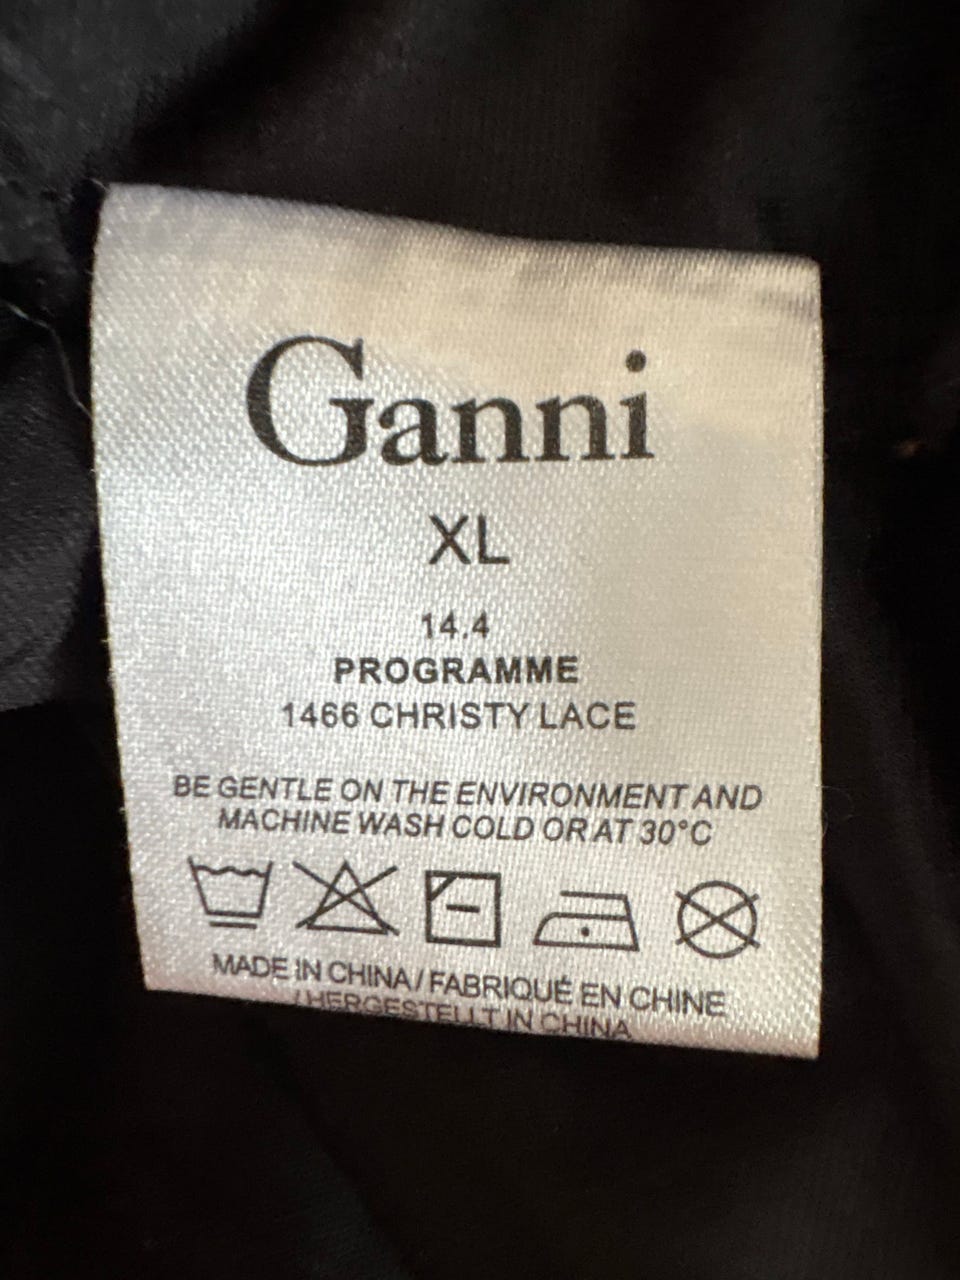 Ganni
XL
14.4
PROGRAMME
1466 CHRISTY LACE
BE GENTLE ON THE ENVIRONMENT AND
MACHINE WASH COLD OR AT 30°C
MADE IN CHINA / FABRIQUÉ EN CHINE
/ HERGESTELLT IN CHINA